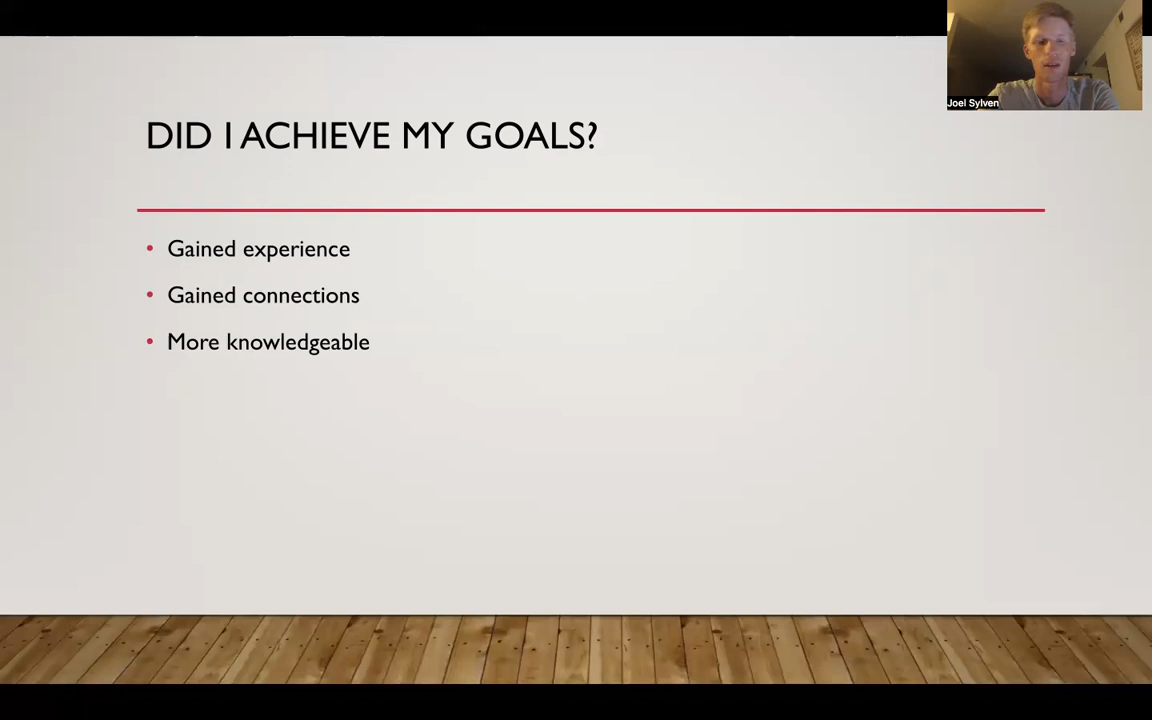 DID I ACHIEVE MY GOALS?
Joel Sylven
• Gained experience
• Gained connections
• More knowledgeable